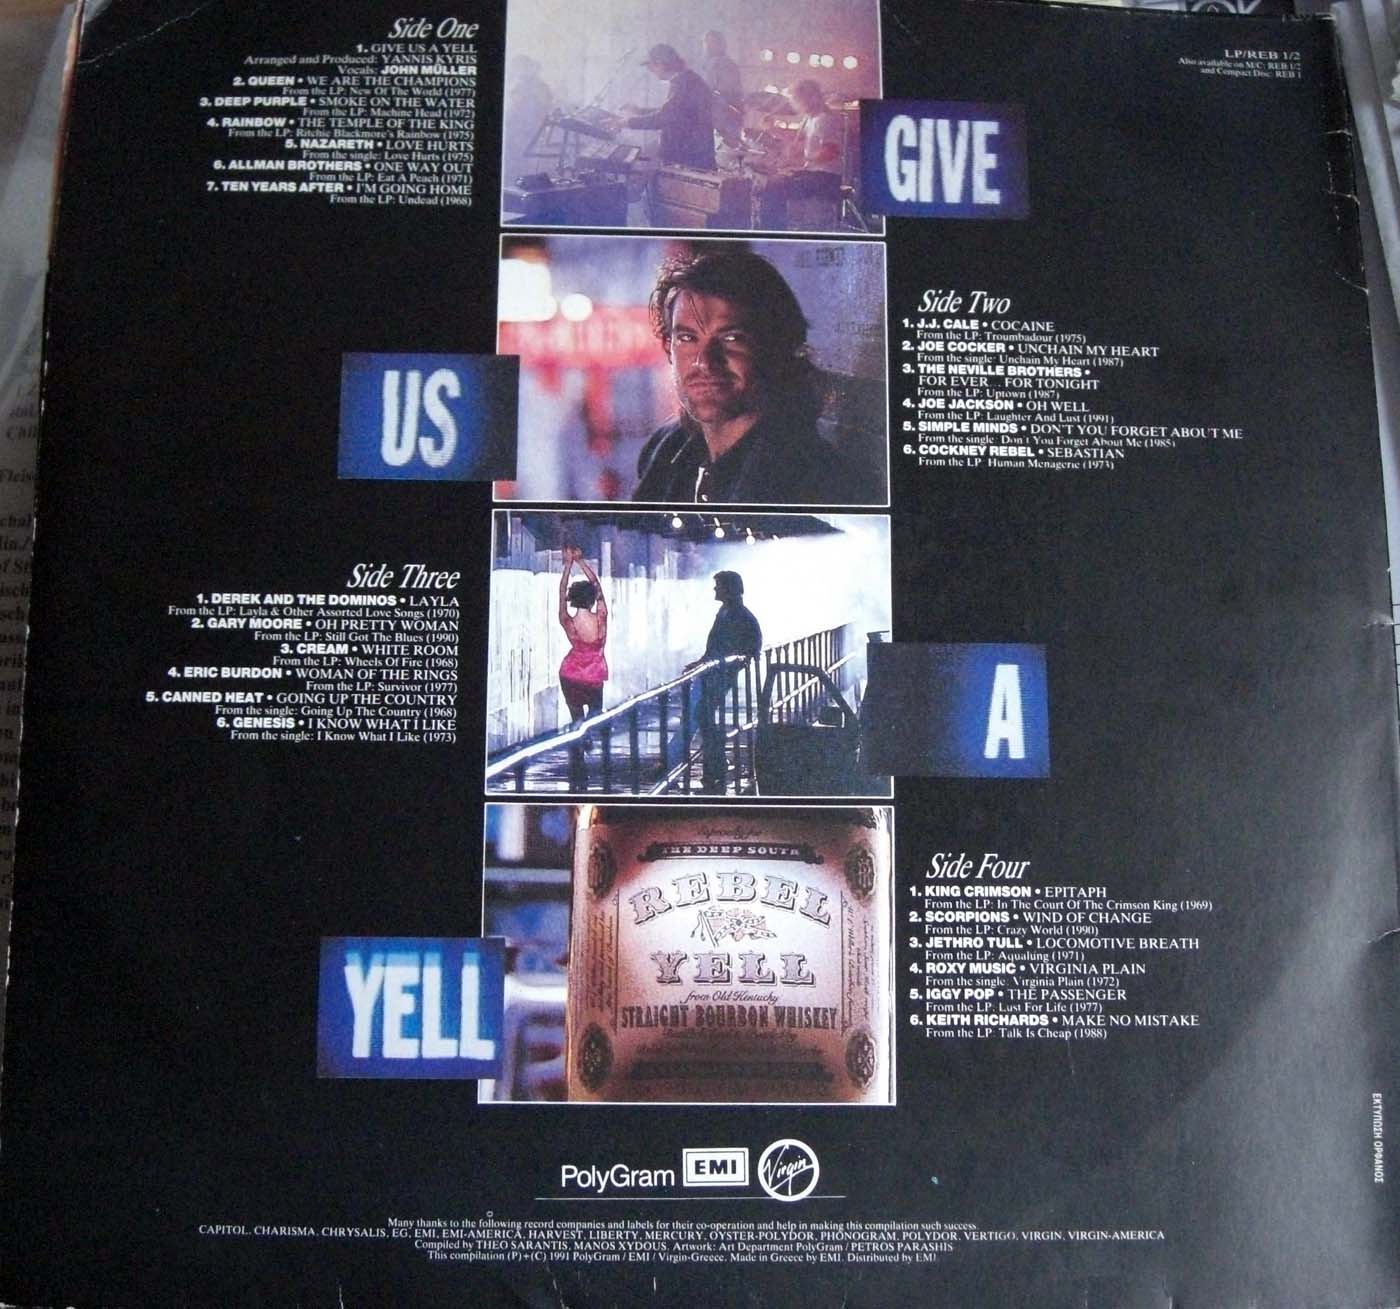 Side One
1. GIVE US A YELL
Arranged and Produced: YANNIS KYRIS
Vocals: JOHN MÜLLER
2. QUEEN • WE ARE THE CHAMPIONS
From the LP: New Of The World (1977)
3. DEEP PURPLE • SMOKE ON THE WATER
From the LP: Machine Head (1972)
4. RAINBOW • THE TEMPLE OF THE KING
From the LP: Ritchie Blackmore's Rainbow (1975)
5. NAZARETH • LOVE HURTS
From the single: Love Hurts (1975)
6. ALLMAN BROTHERS • ONE WAY OUT
From the LP: Eat A Peach (1971)
7. TEN YEARS AFTER • I'M GOING HOME
From the LP: Undead (1968)
LP/REB 1/2
Also available on M/C: REB 1/2
and Compact Disc: REB 1
GIVE
US
Side Two
1. J.J. CALE • COCAINE
From the LP: Troumbadour (1975)
2. JOE COCKER • UNCHAIN MY HEART
From the single: Unchain My Heart (1987)
3. THE NEVILLE BROTHERS •
FOR EVER... FOR TONIGHT
From the LP: Uptown (1987)
4. JOE JACKSON • OH WELL
From the LP: Laughter And Lust (1991)
5. SIMPLE MINDS • DON'T YOU FORGET ABOUT ME
From the single: Don't You Forget About Me (1985)
6. COCKNEY REBEL • SEBASTIAN
From the LP: Human Menagerie (1973)
Side Three
1. DEREK AND THE DOMINOS • LAYLA
From the LP: Layla & Other Assorted Love Songs (1970)
2. GARY MOORE • OH PRETTY WOMAN
From the LP: Still Got The Blues (1990)
3. CREAM • WHITE ROOM
From the LP: Wheels Of Fire (1968)
4. ERIC BURDON • WOMAN OF THE RINGS
From the LP: Survivor (1977)
5. CANNED HEAT • GOING UP THE COUNTRY
From the single: Going Up The Country (1968)
6. GENESIS • I KNOW WHAT I LIKE
From the single: I Know What I Like (1973)
A
YELL
THE DEEP SOUTH
REBEL
YELL
from Old Kentucky
STRAIGHT BOURBON WHISKEY
Side Four
1. KING CRIMSON • EPITAPH
From the LP: In The Court Of The Crimson King (1969)
2. SCORPIONS • WIND OF CHANGE
From the LP: Crazy World (1990)
3. JETHRO TULL • LOCOMOTIVE BREATH
From the LP: Aqualung (1971)
4. ROXY MUSIC • VIRGINIA PLAIN
From the single: Virginia Plain (1972)
5. IGGY POP • THE PASSENGER
From the LP: Lust For Life (1977)
6. KEITH RICHARDS • MAKE NO MISTAKE
From the LP: Talk Is Cheap (1988)
ΕΚΤΥΠΩΣΗ ΟΡΦΑΝΟΣ
PolyGram EMI Virgin
Many thanks to the following record companies and labels for their co-operation and help in making this compilation such success.
CAPITOL, CHARISMA, CHRYSALIS, EG, EMI, EMI-AMERICA, HARVEST, LIBERTY, MERCURY, OYSTER-POLYDOR, PHONOGRAM, POLYDOR, VERTIGO, VIRGIN, VIRGIN-AMERICA
Compiled by THEO SARANTIS, MANOS XYDOUS. Artwork: Art Department PolyGram / PETROS PARASHIS
This compilation (P)+(C) 1991 PolyGram / EMI / Virgin-Greece. Made in Greece by EMI. Distributed by EMI.